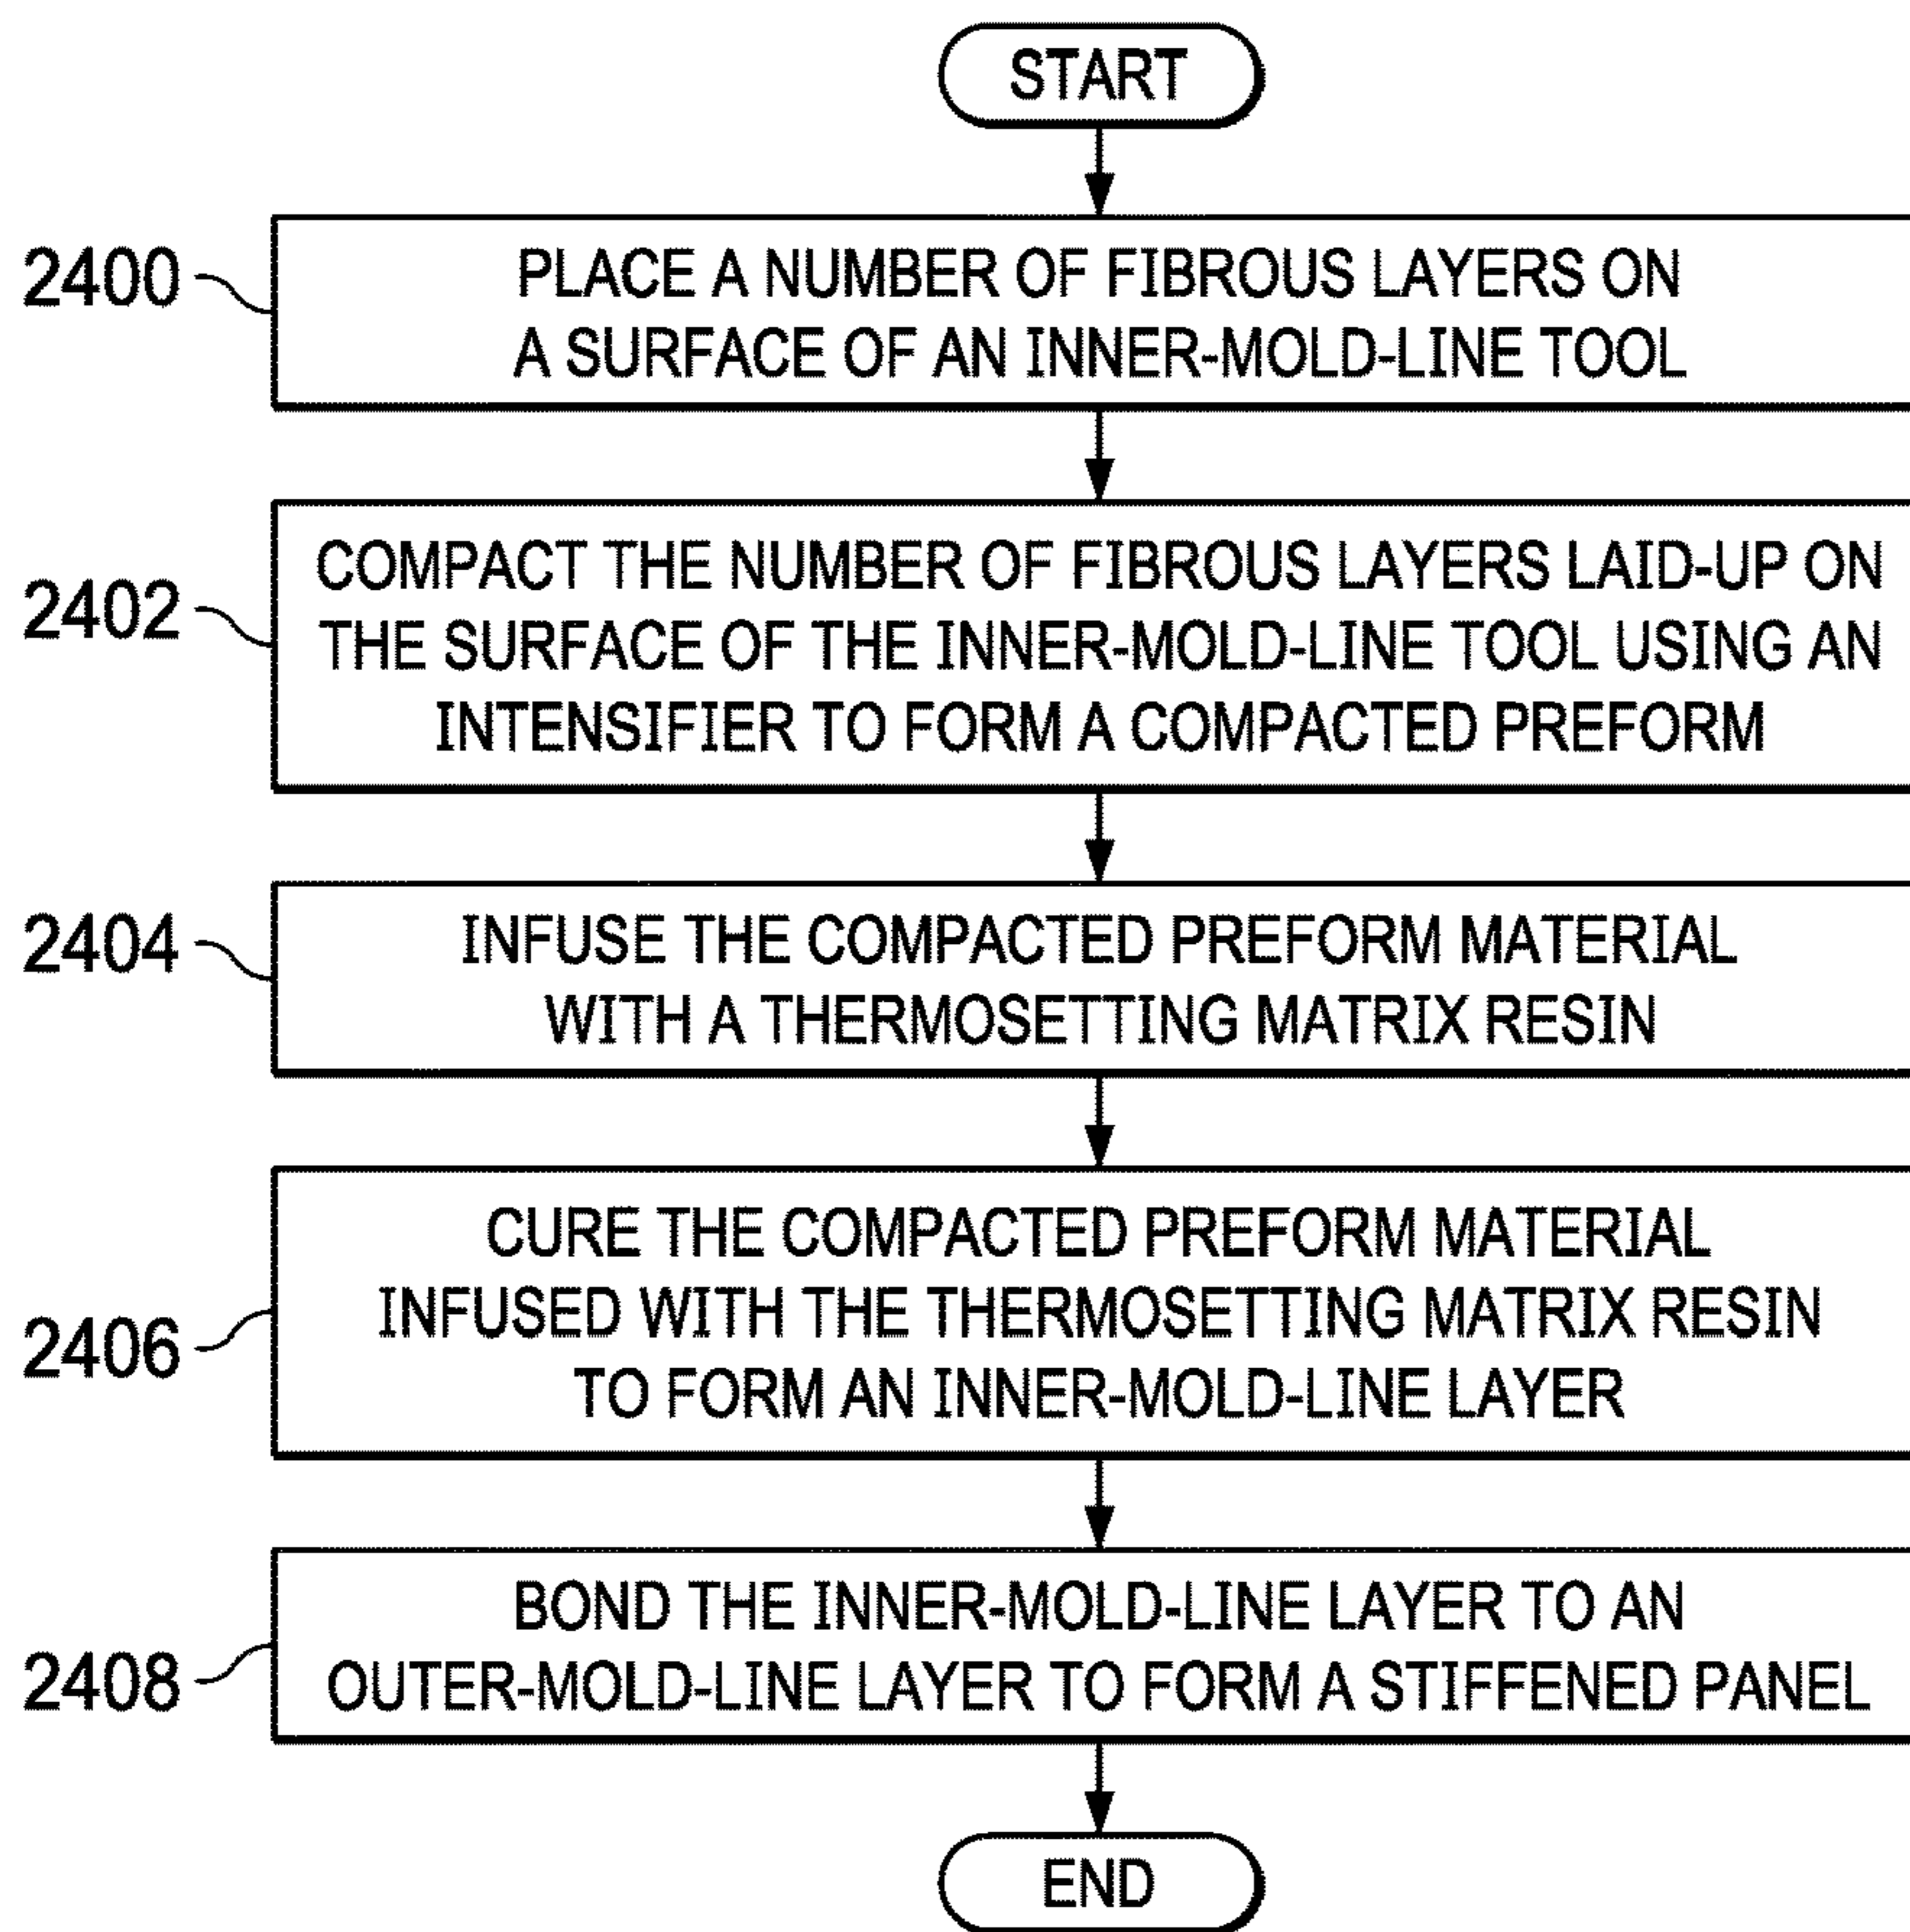 START
2400
PLACE A NUMBER OF FIBROUS LAYERS ON
A SURFACE OF AN INNER-MOLD-LINE TOOL
2402
COMPACT THE NUMBER OF FIBROUS LAYERS LAID-UP ON
THE SURFACE OF THE INNER-MOLD-LINE TOOL USING AN
INTENSIFIER TO FORM A COMPACTED PREFORM
2404
INFUSE THE COMPACTED PREFORM MATERIAL
WITH A THERMOSETTING MATRIX RESIN
2406
CURE THE COMPACTED PREFORM MATERIAL
INFUSED WITH THE THERMOSETTING MATRIX RESIN
TO FORM AN INNER-MOLD-LINE LAYER
2408
BOND THE INNER-MOLD-LINE LAYER TO AN
OUTER-MOLD-LINE LAYER TO FORM A STIFFENED PANEL
END